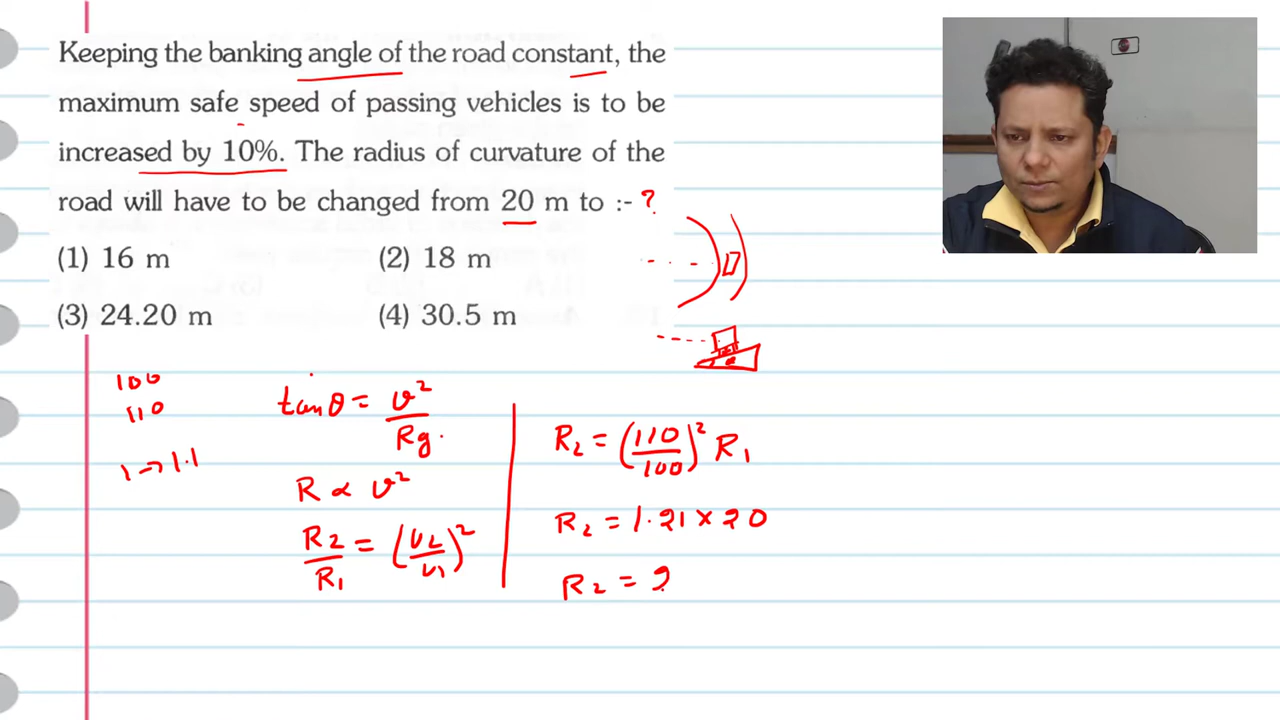 Keeping the banking angle of the road constant, the
maximum safe speed of passing vehicles is to be
increased by 10%. The radius of curvature of the
road will have to be changed from 20 m to :- ?
(1) 16 m (2) 18 m
(3) 24.20 m (4) 30.5 m
100
110
1 → 1.1
tan θ = v² / Rg
R ∝ v²
R₂ / R₁ = (v₂ / v₁)²
R₂ = (110 / 100)² R₁
R₂ = 1.21 × 20
R₂ = 2